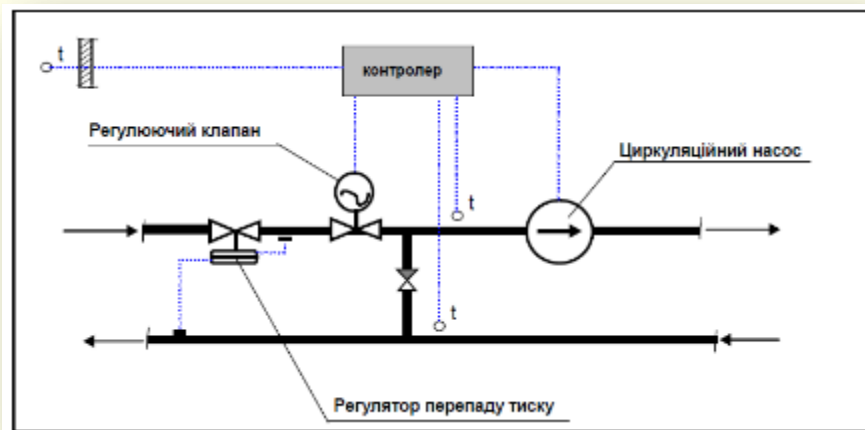 t
контролер
Регулюючий клапан
Циркуляційний насос
t
t
Регулятор перепаду тиску